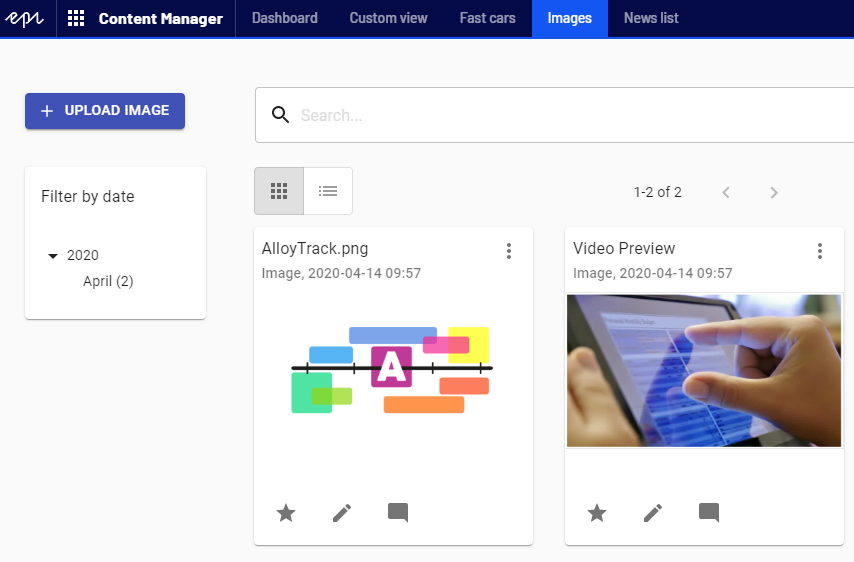 epi
Content Manager
Dashboard
Custom view
Fast cars
Images
News list
+ UPLOAD IMAGE
Search...
Filter by date
2020
April (2)
1-2 of 2
AlloyTrack.png
Image, 2020-04-14 09:57
A
Video Preview
Image, 2020-04-14 09:57